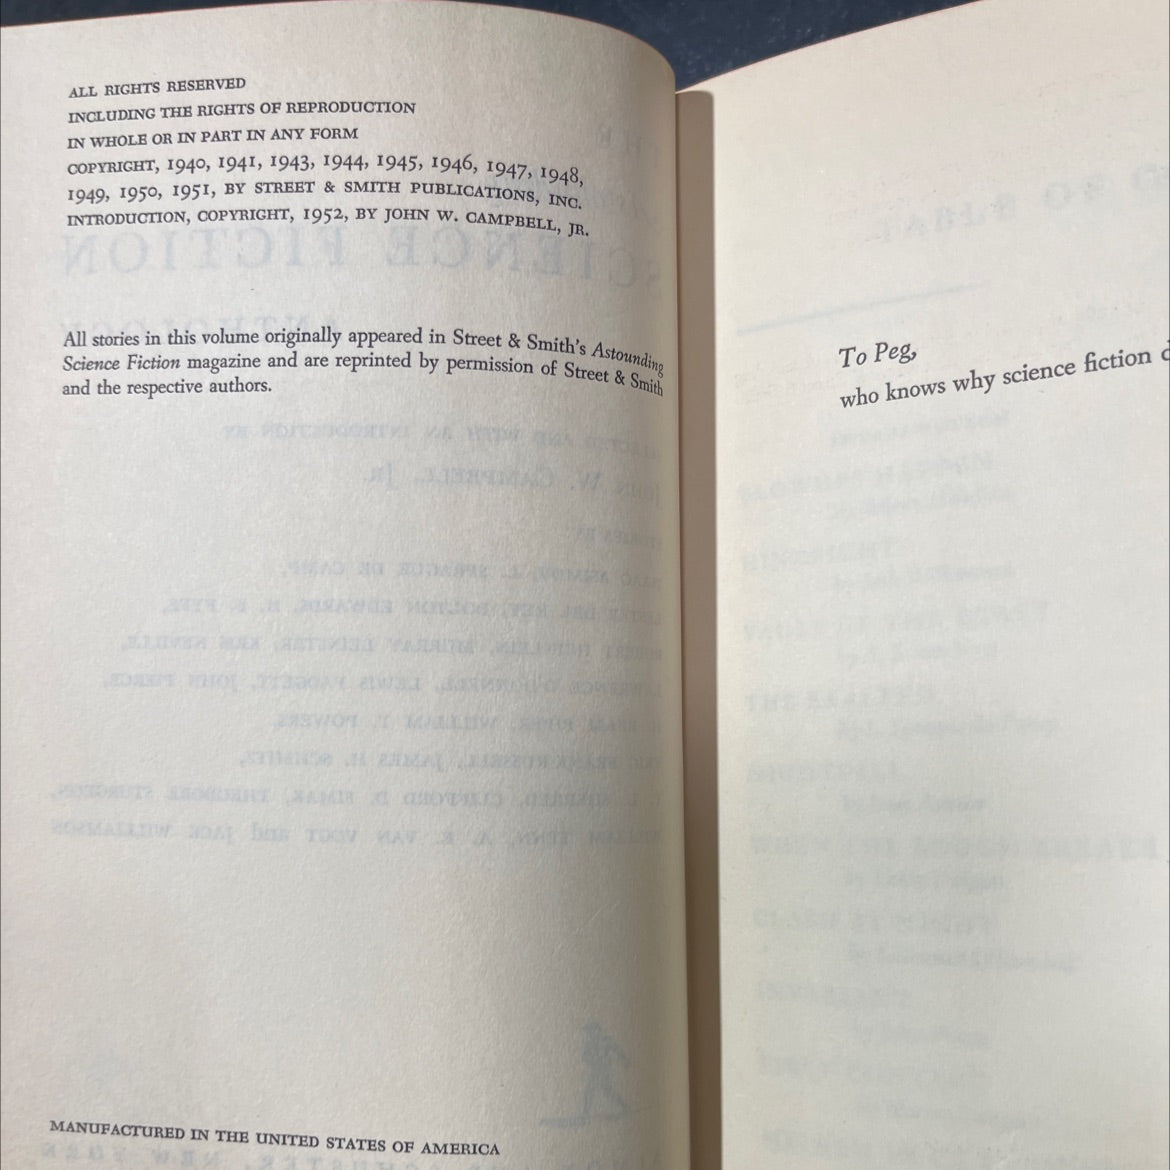 ALL RIGHTS RESERVED
INCLUDING THE RIGHTS OF REPRODUCTION
IN WHOLE OR IN PART IN ANY FORM
COPYRIGHT, 1940, 1941, 1943, 1944, 1945, 1946, 1947, 1948,
1949, 1950, 1951, BY STREET & SMITH PUBLICATIONS, INC.
INTRODUCTION, COPYRIGHT, 1952, BY JOHN W. CAMPBELL, JR.
All stories in this volume originally appeared in Street & Smith's Astounding
Science Fiction magazine and are reprinted by permission of Street & Smith
and the respective authors.
MANUFACTURED IN THE UNITED STATES OF AMERICA
To Peg,
who knows why science fiction